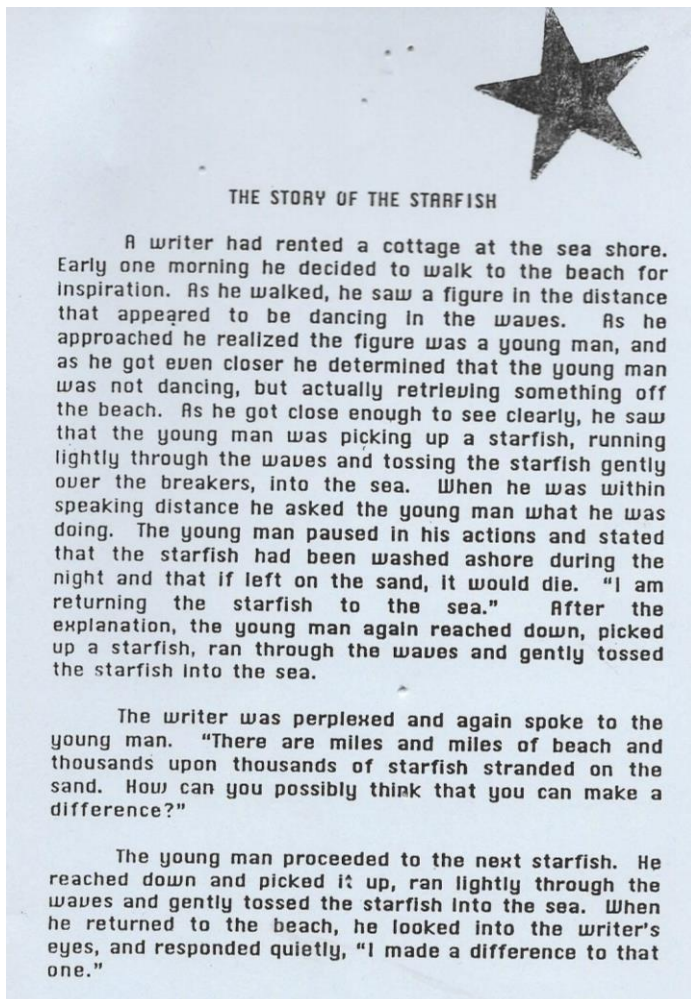 THE STORY OF THE STARFISH
A writer had rented a cottage at the sea shore.
Early one morning he decided to walk to the beach for
inspiration. As he walked, he saw a figure in the distance
that appeared to be dancing in the waves. As he
approached he realized the figure was a young man, and
as he got even closer he determined that the young man
was not dancing, but actually retrieving something off
the beach. As he got close enough to see clearly, he saw
that the young man was picking up a starfish, running
lightly through the waves and tossing the starfish gently
over the breakers, into the sea. When he was within
speaking distance he asked the young man what he was
doing. The young man paused in his actions and stated
that the starfish had been washed ashore during the
night and that if left on the sand, it would die. "I am
returning the starfish to the sea." After the
explanation, the young man again reached down, picked
up a starfish, ran through the waves and gently tossed
the starfish into the sea.
The writer was perplexed and again spoke to the
young man. "There are miles and miles of beach and
thousands upon thousands of starfish stranded on the
sand. How can you possibly think that you can make a
difference?"
The young man proceeded to the next starfish. He
reached down and picked it up, ran lightly through the
waves and gently tossed the starfish into the sea. When
he returned to the beach, he looked into the writer's
eyes, and responded quietly, "I made a difference to that
one."